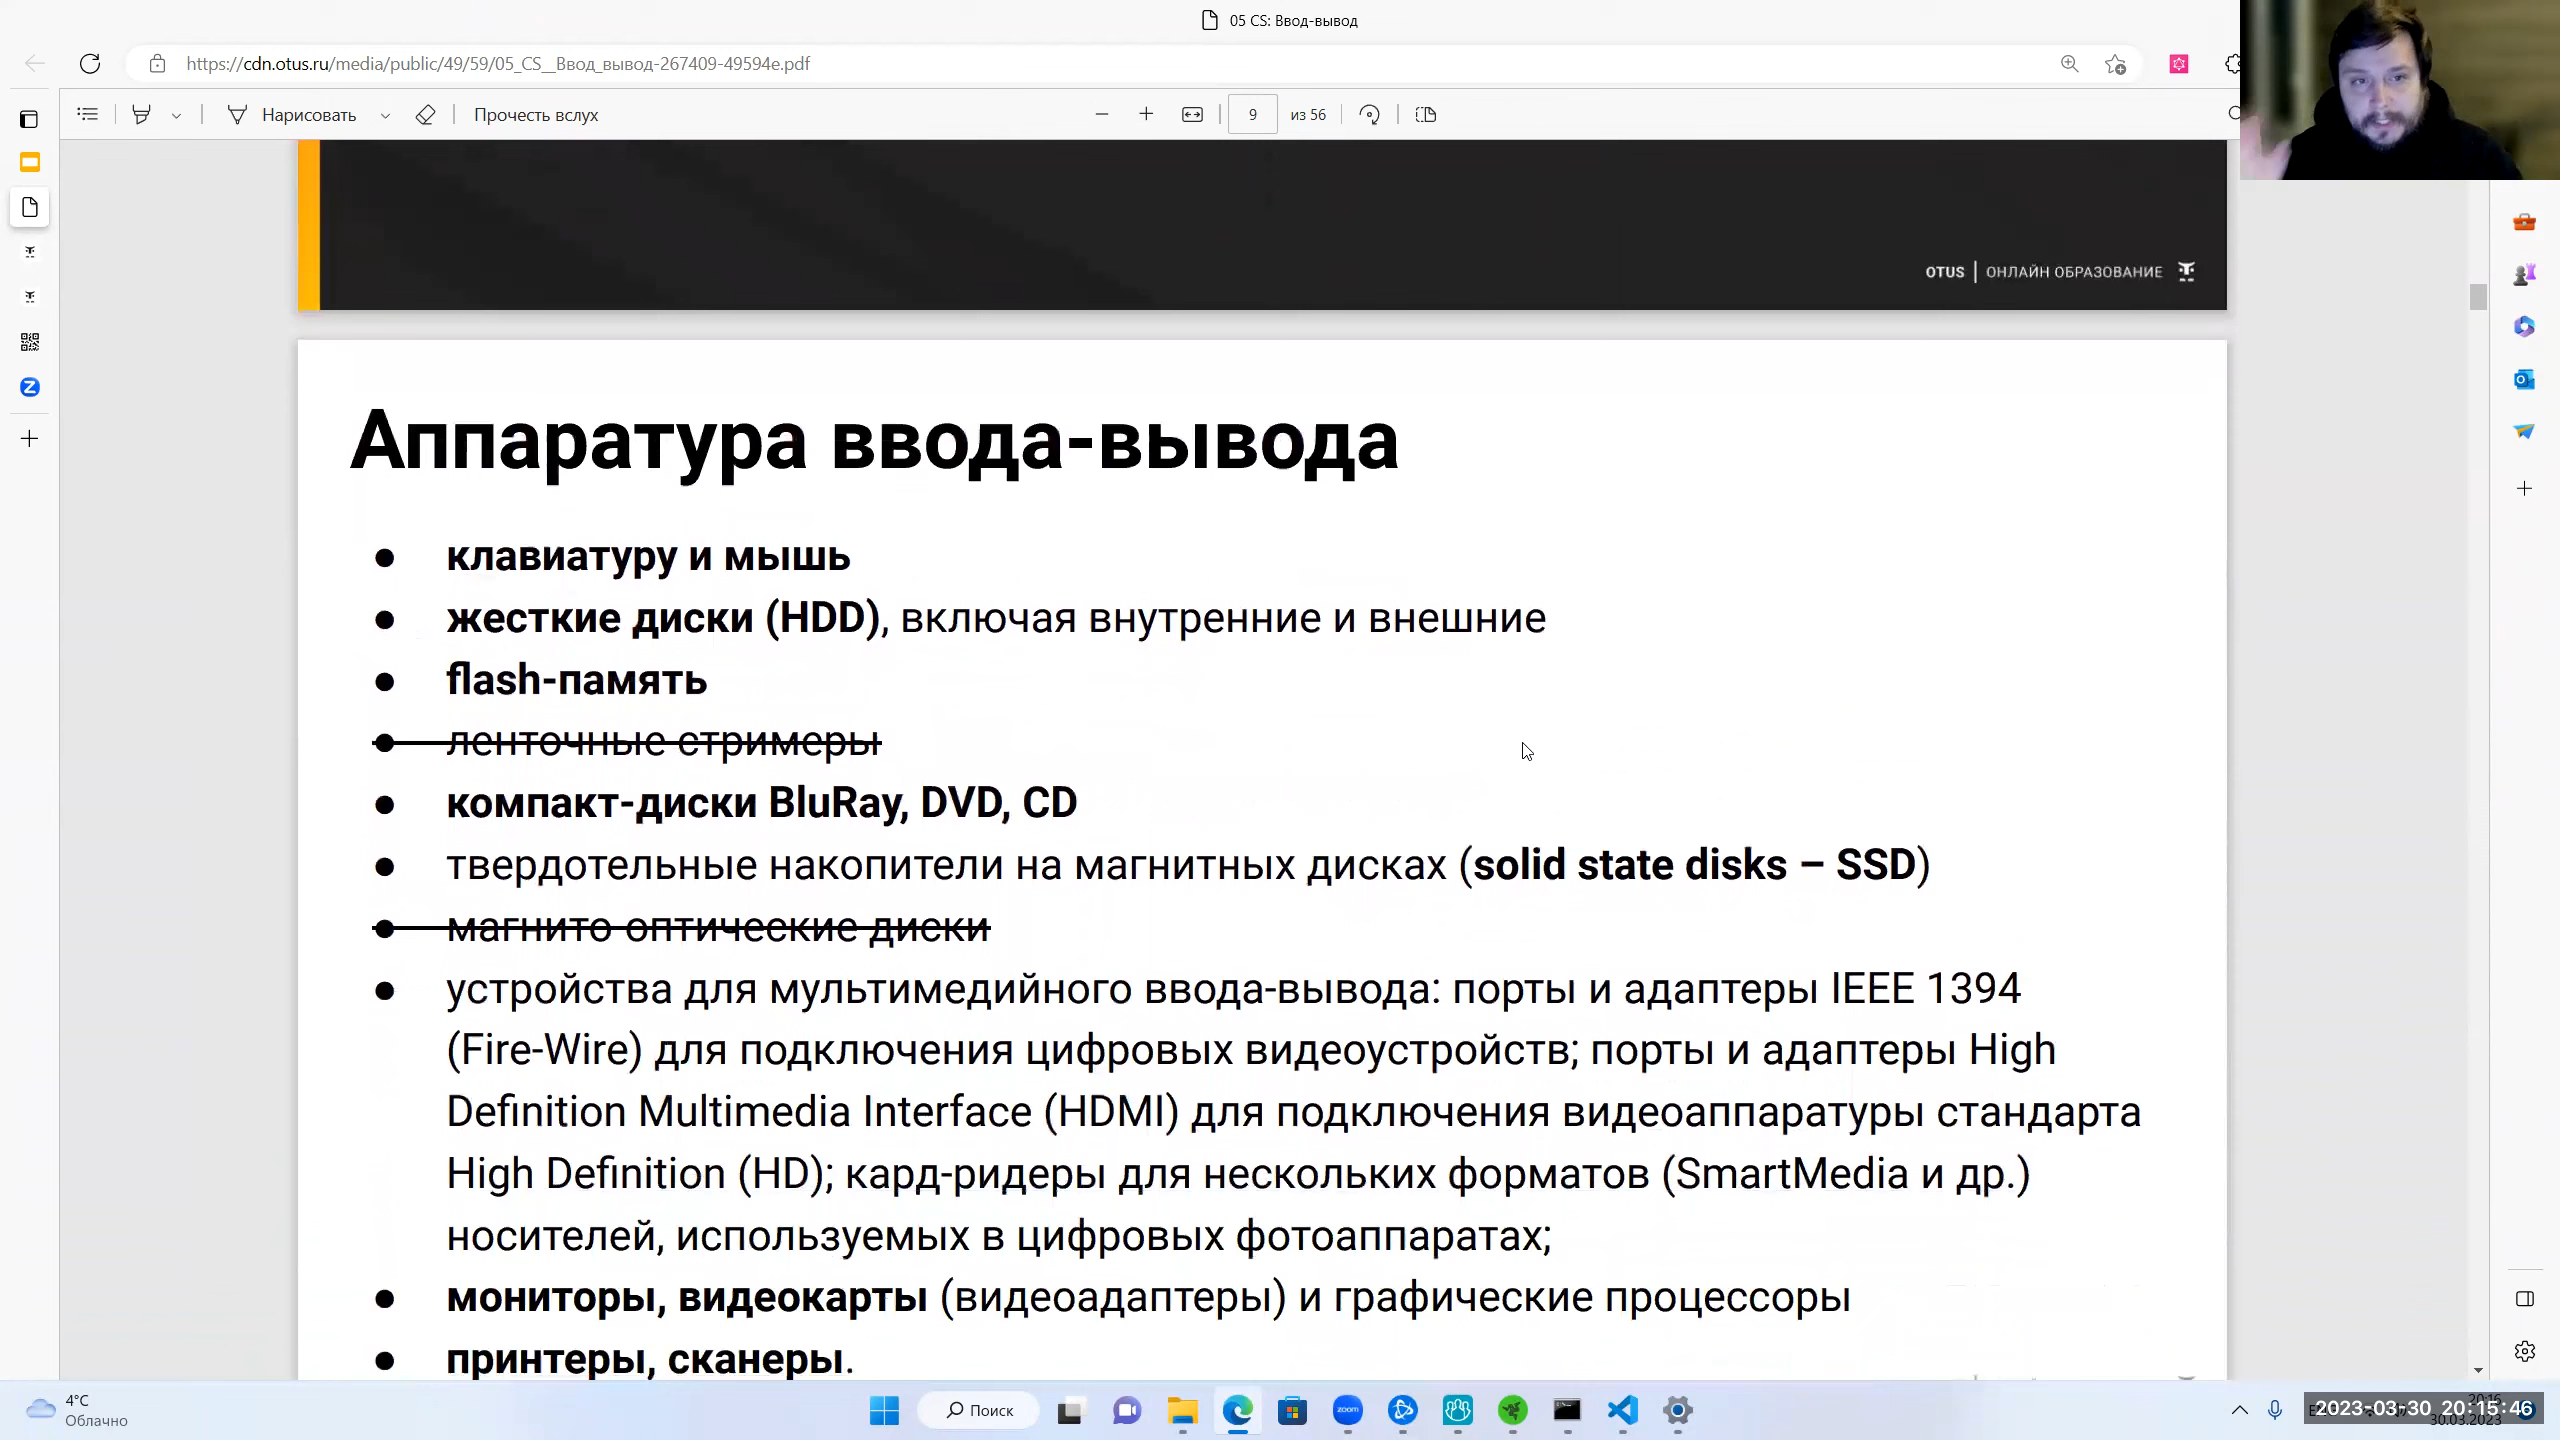 05 CS: Ввод-вывод
https://cdn.otus.ru/media/public/49/59/05_CS__Ввод_вывод-267409-49594e.pdf
Нарисовать
Прочесть вслух
9
из 56
OTUS | ОНЛАЙН ОБРАЗОВАНИЕ
Аппаратура ввода-вывода
● клавиатуру и мышь
● жесткие диски (HDD), включая внутренние и внешние
● flash-память
● ленточные стримеры
● компакт-диски BluRay, DVD, CD
● твердотельные накопители на магнитных дисках (solid state disks – SSD)
● магнито оптические диски
● устройства для мультимедийного ввода-вывода: порты и адаптеры IEEE 1394
(Fire-Wire) для подключения цифровых видеоустройств; порты и адаптеры High
Definition Multimedia Interface (HDMI) для подключения видеоаппаратуры стандарта
High Definition (HD); кард-ридеры для нескольких форматов (SmartMedia и др.)
носителей, используемых в цифровых фотоаппаратах;
● мониторы, видеокарты (видеоадаптеры) и графические процессоры
● принтеры, сканеры.
4°C
Облачно
Поиск
zoom
2023-03-30 20:15:46